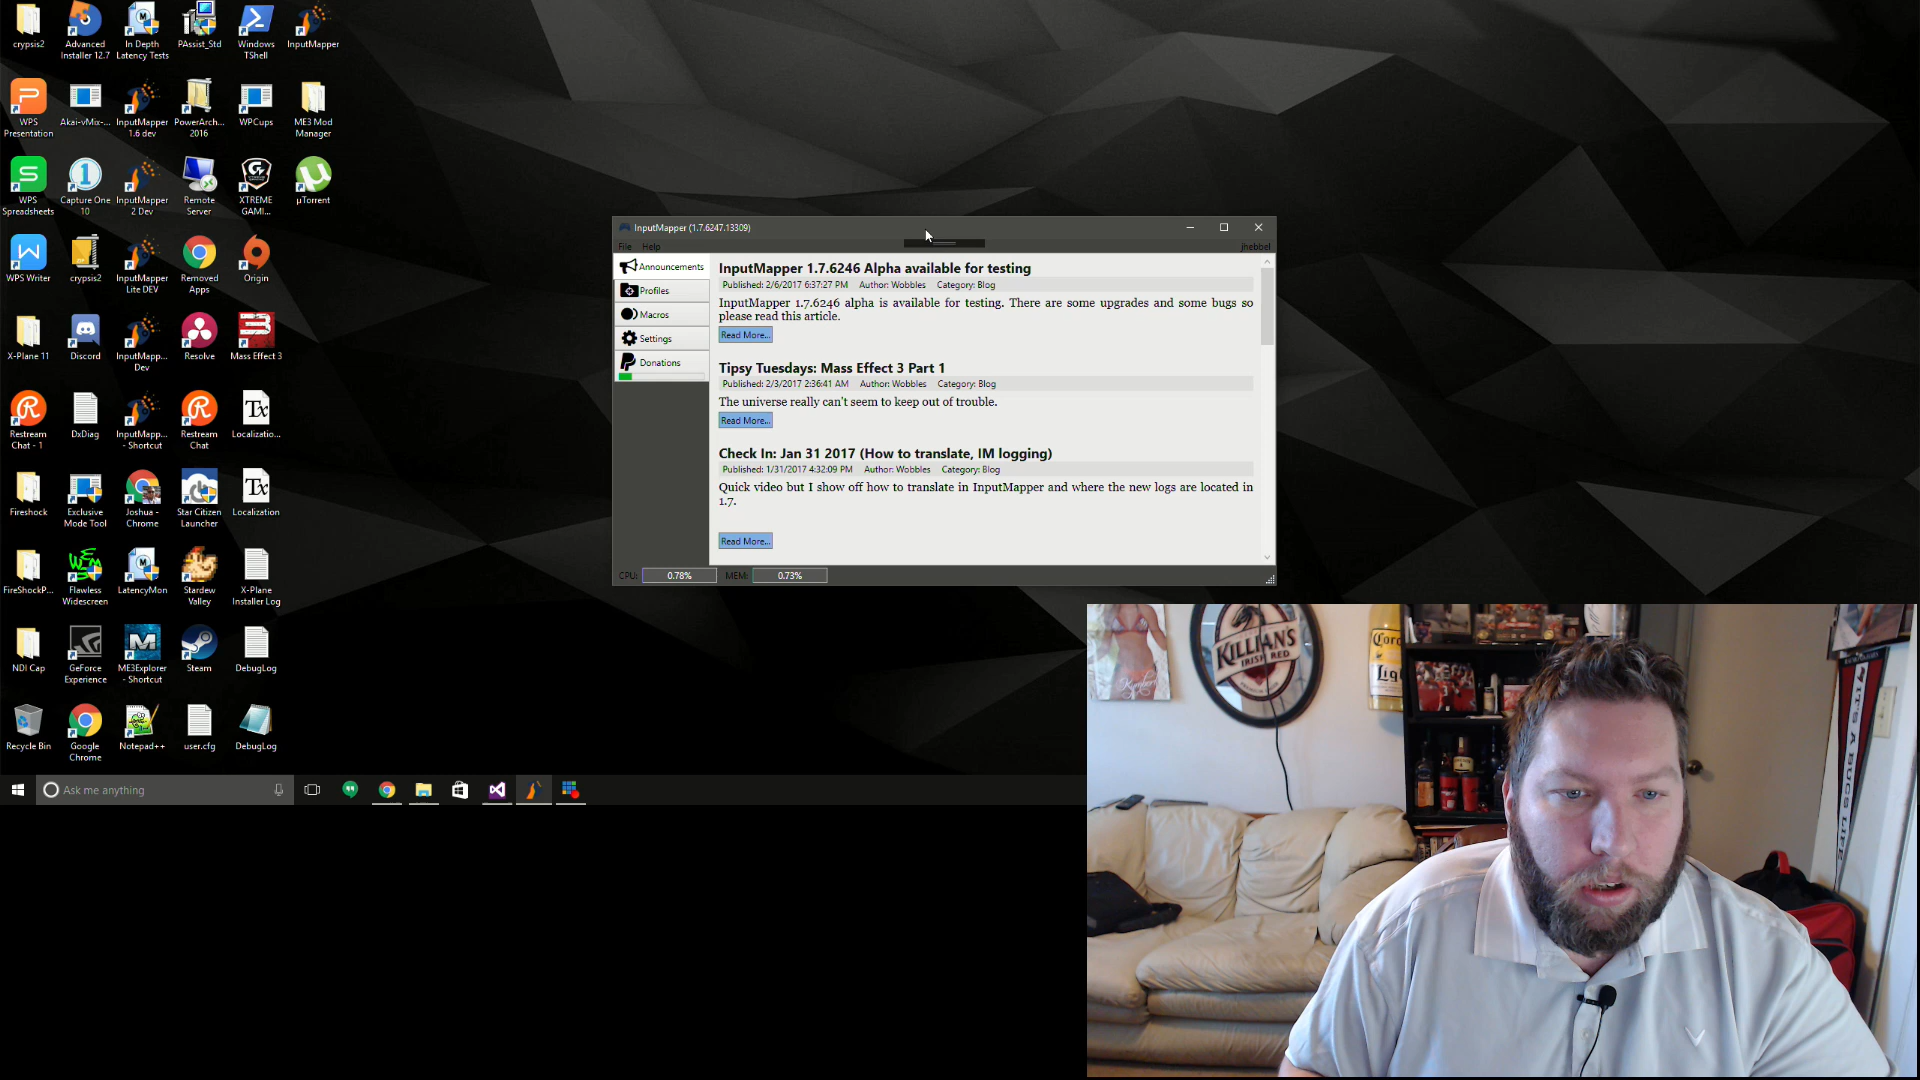 crypsis2
Advanced
Installer 12.7
In Depth
Latency Tests
PAssist_Std
Windows
TShell
InputMapper
WPS
Presentation
Akai-vMix-...
InputMapper
1.6 dev
PowerArch...
2016
WPCups
ME3 Mod
Manager
WPS
Spreadsheets
Capture One
10
InputMapper
2 Dev
Remote
Server
XTREME
GAMI...
µTorrent
WPS Writer
crypsis2
InputMapper
Lite DEV
Removed
Apps
Origin
X-Plane 11
Discord
InputMapp...
Dev
Resolve
Mass Effect 3
Restream
Chat - 1
DxDiag
InputMapp...
- Shortcut
Restream
Chat
Localizatio...
Fireshock
Exclusive
Mode Tool
Joshua -
Chrome
Star Citizen
Launcher
Localization
FireShockP...
Flawless
Widescreen
LatencyMon
Stardew
Valley
X-Plane
Installer Log
NDI Cap
GeForce
Experience
ME3Explorer
- Shortcut
Steam
DebugLog
Recycle Bin
Google
Chrome
Notepad++
user.cfg
DebugLog
InputMapper (1.7.6247.13309)
File Help
jhebbel
Announcements
Profiles
Macros
Settings
Donations
InputMapper 1.7.6246 Alpha available for testing
Published: 2/6/2017 6:37:27 PM Author: Wobbles Category: Blog
InputMapper 1.7.6246 alpha is available for testing. There are some upgrades and some bugs so
please read this article.
Read More...
Tipsy Tuesdays: Mass Effect 3 Part 1
Published: 2/3/2017 2:36:41 AM Author: Wobbles Category: Blog
The universe really can't seem to keep out of trouble.
Read More...
Check In: Jan 31 2017 (How to translate, IM logging)
Published: 1/31/2017 4:32:09 PM Author: Wobbles Category: Blog
Quick video but I show off how to translate in InputMapper and where the new logs are located in
1.7.
Read More...
CPU: 0.78% MEM: 0.73%
Ask me anything
KILLIANS
IRISH RED
IT'S A BUCS LIFE